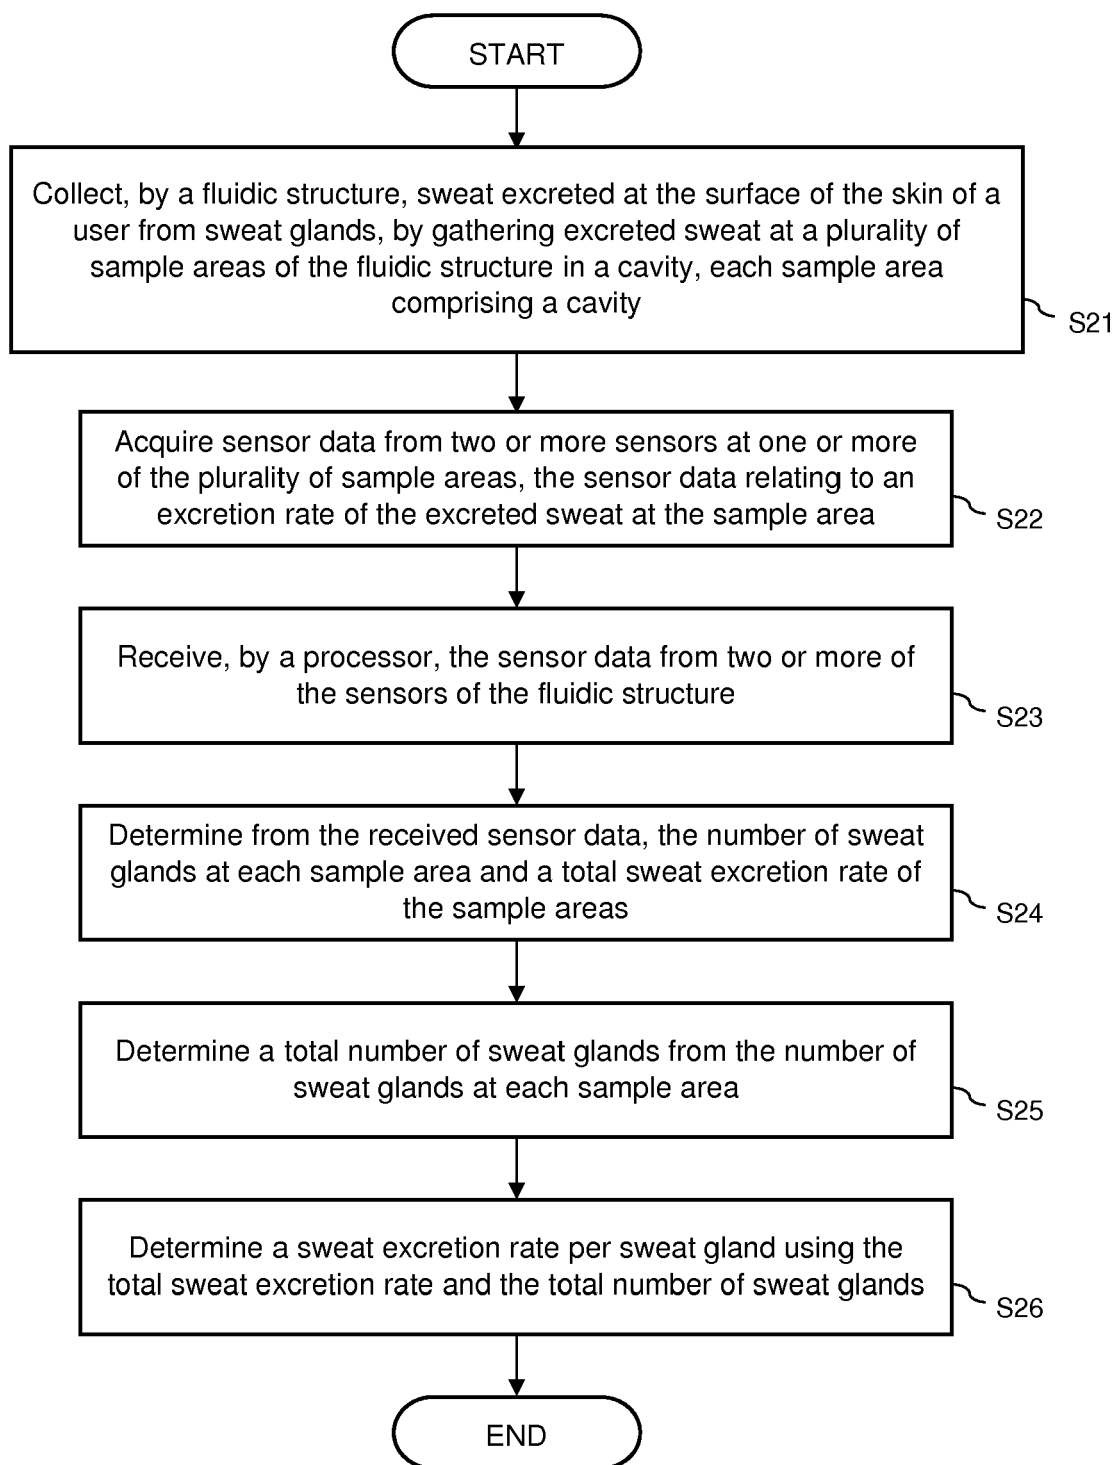 START
Collect, by a fluidic structure, sweat excreted at the surface of the skin of a
user from sweat glands, by gathering excreted sweat at a plurality of
sample areas of the fluidic structure in a cavity, each sample area
comprising a cavity
S21
Acquire sensor data from two or more sensors at one or more
of the plurality of sample areas, the sensor data relating to an
excretion rate of the excreted sweat at the sample area
S22
Receive, by a processor, the sensor data from two or more of
the sensors of the fluidic structure
S23
Determine from the received sensor data, the number of sweat
glands at each sample area and a total sweat excretion rate of
the sample areas
S24
Determine a total number of sweat glands from the number of
sweat glands at each sample area
S25
Determine a sweat excretion rate per sweat gland using the
total sweat excretion rate and the total number of sweat glands
S26
END